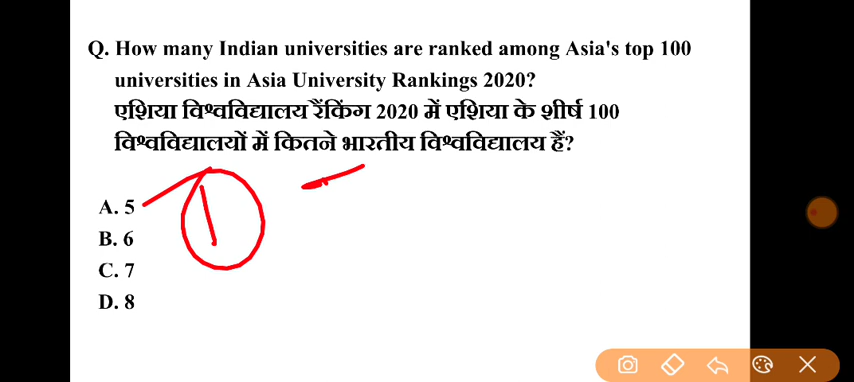 Q. How many Indian universities are ranked among Asia's top 100
universities in Asia University Rankings 2020?
एशिया विश्वविद्यालय रैंकिंग 2020 में एशिया के शीर्ष 100
विश्वविद्यालयों में कितने भारतीय विश्वविद्यालय हैं?
A. 5
B. 6
C. 7
D. 8